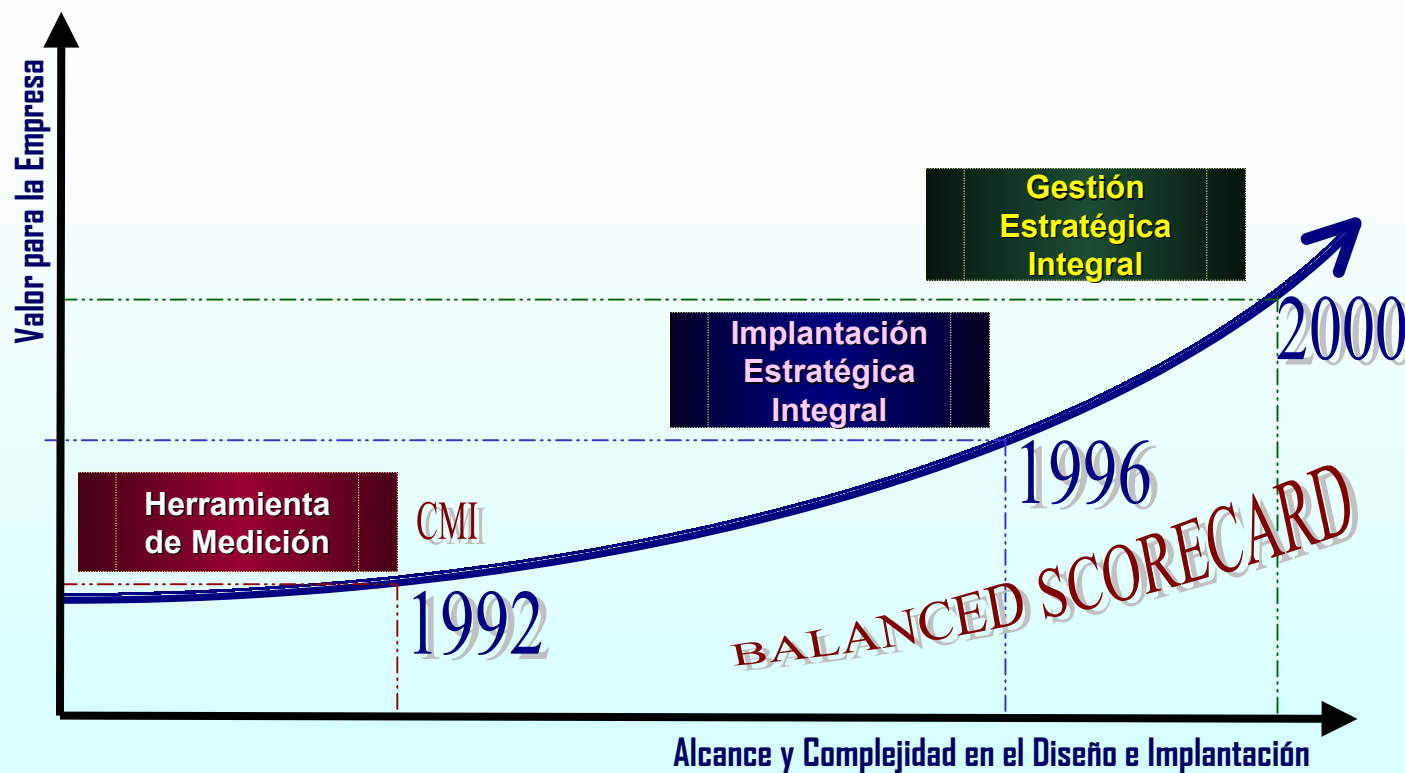 Valor para la Empresa
Gestión
Estratégica
Integral
2000
Implantación
Estratégica
Integral
1996
Herramienta
de Medición
CMI
1992
BALANCED SCORECARD
Alcance y Complejidad en el Diseño e Implantación